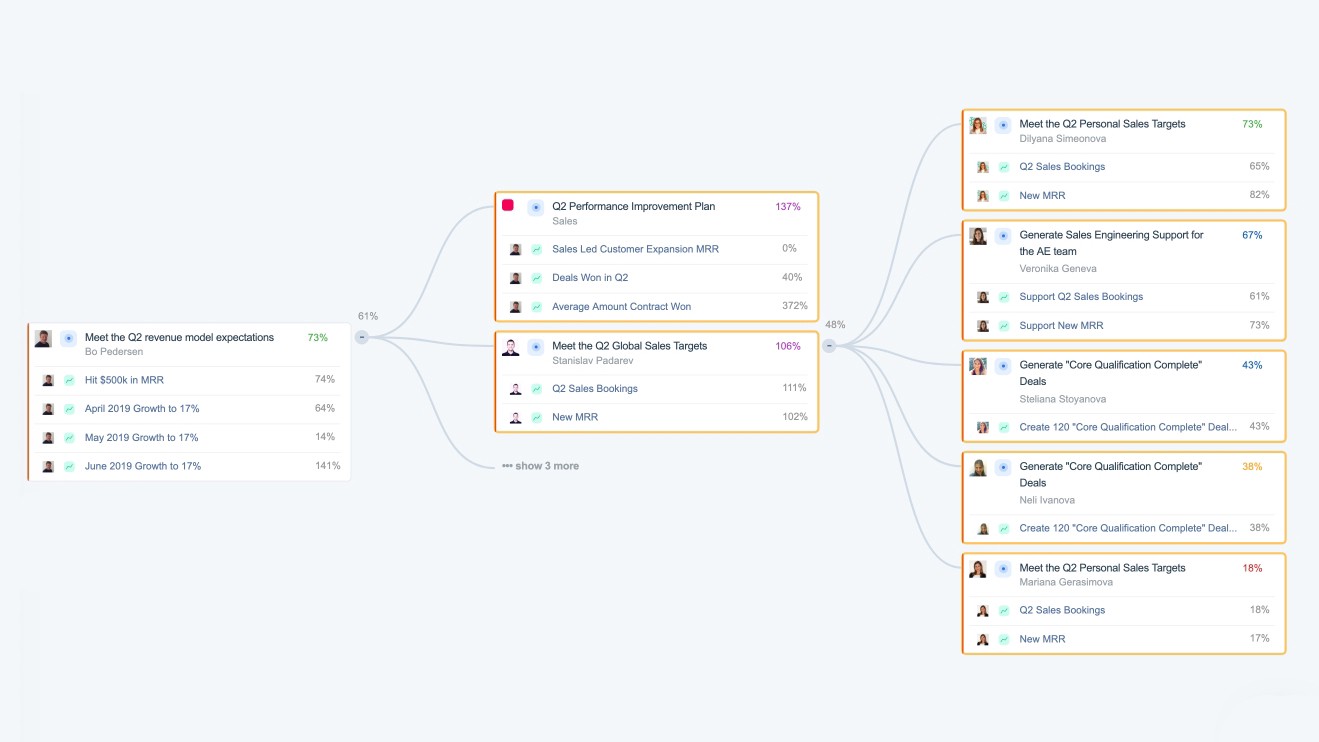 Meet the Q2 revenue model expectations 73%
Bo Pedersen
Hit $500k in MRR 74%
April 2019 Growth to 17% 64%
May 2019 Growth to 17% 14%
June 2019 Growth to 17% 141%
61%
Q2 Performance Improvement Plan 137%
Sales
Sales Led Customer Expansion MRR 0%
Deals Won in Q2 40%
Average Amount Contract Won 372%
Meet the Q2 Global Sales Targets 106%
Stanislav Padarev
Q2 Sales Bookings 111%
New MRR 102%
••• show 3 more
48%
Meet the Q2 Personal Sales Targets 73%
Dilyana Simeonova
Q2 Sales Bookings 65%
New MRR 82%
Generate Sales Engineering Support for 67%
the AE team
Veronika Geneva
Support Q2 Sales Bookings 61%
Support New MRR 73%
Generate "Core Qualification Complete" 43%
Deals
Steliana Stoyanova
Create 120 "Core Qualification Complete" Deal... 43%
Generate "Core Qualification Complete" 38%
Deals
Neli Ivanova
Create 120 "Core Qualification Complete" Deal... 38%
Meet the Q2 Personal Sales Targets 18%
Mariana Gerasimova
Q2 Sales Bookings 18%
New MRR 17%